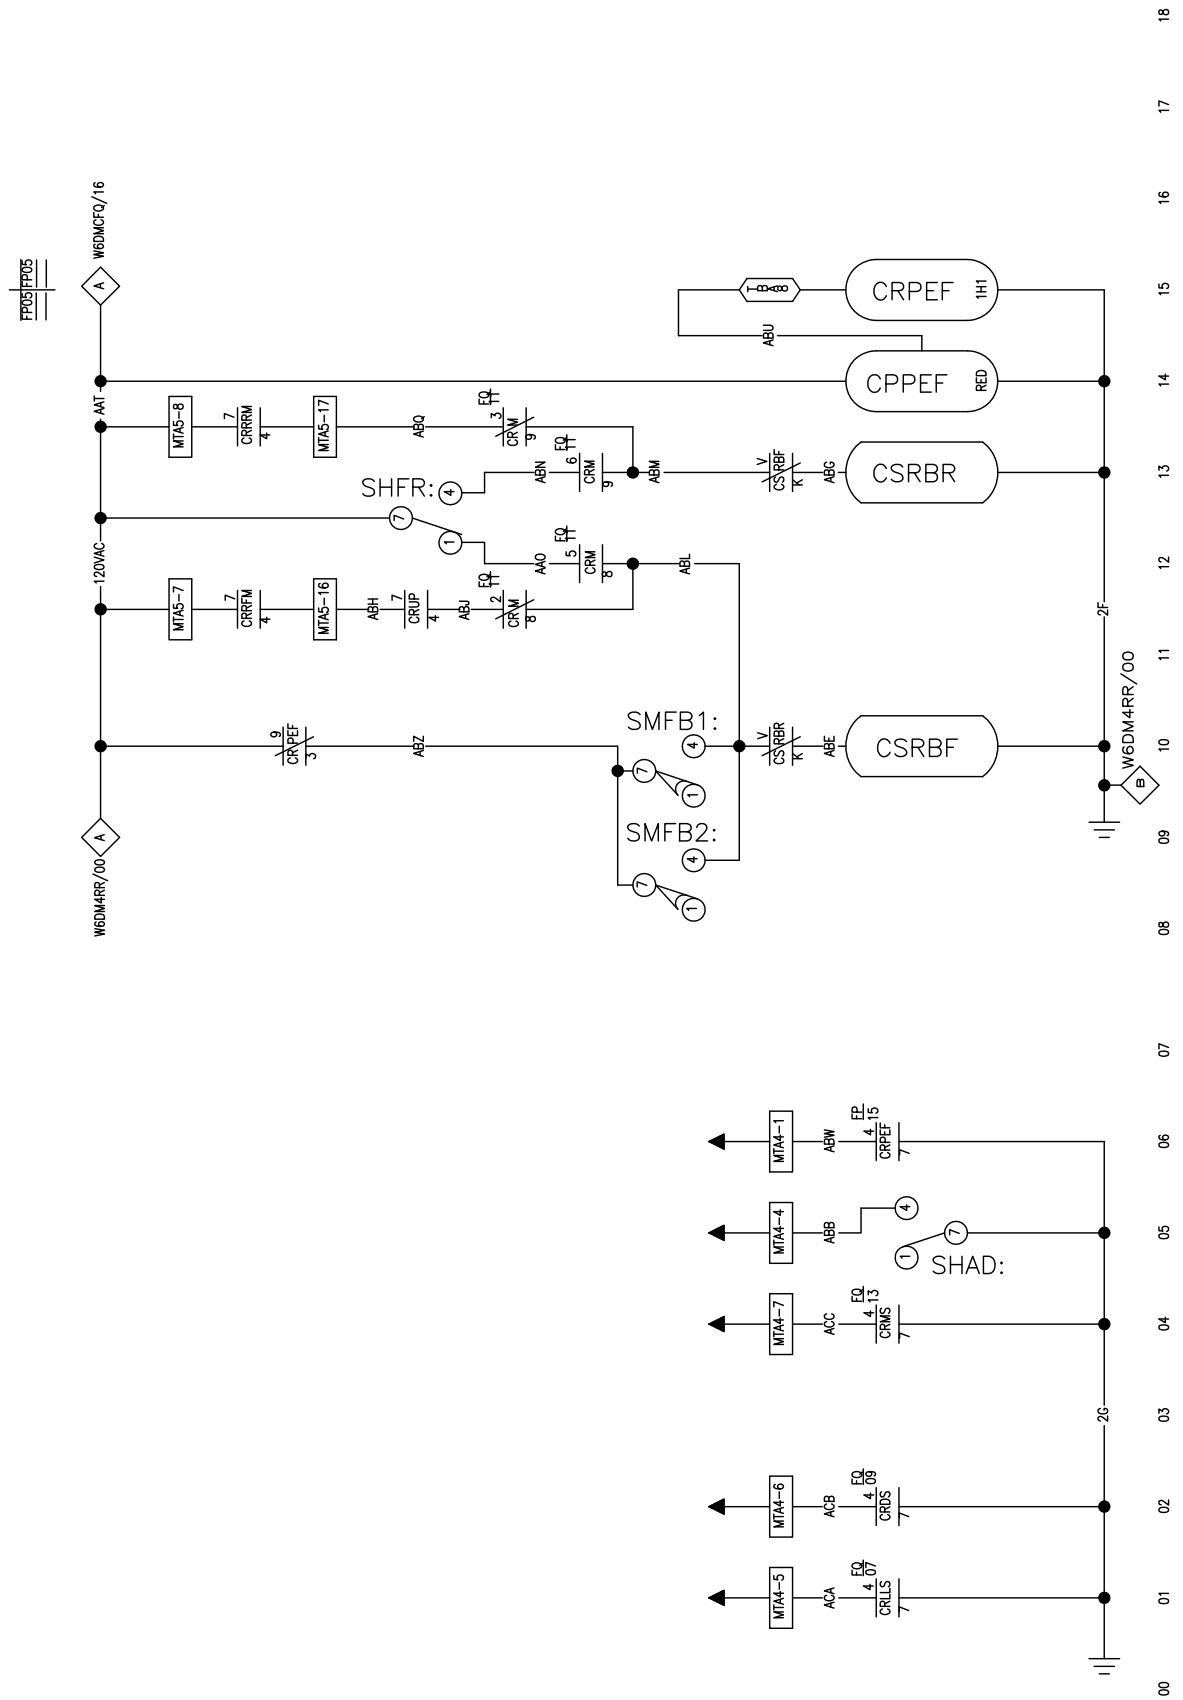 18
17
16
15
14
13
12
11
10
09
08
07
06
05
04
03
02
01
00
FP05 FP05
A
W6DMCFQ/16
AAT
120VAC
A
W6DM4RR/00
MTA5-8
7
CRRRM
4
MTA5-17
ABQ
FQ
11
3
CRM
9
SHFR:
4
7
1
ABN
FQ
11
6
CRM
9
ABM
V
CSRBF
K
ABG
CSRBR
AAO
FQ
11
5
CRM
8
ABL
MTA5-7
7
CRRFM
4
MTA5-16
ABH
7
CRUP
4
ABJ
FQ
11
2
CRM
8
9
CRPEF
3
ABZ
SMFB1:
4
7
1
SMFB2:
4
7
1
V
CSRBR
K
ABE
CSRBF
ABU
CRPEF
1H1
CPPEF
RED
2F
W6DM4RR/00
B
MTA4-1
ABW
FP
15
4
CRPEF
7
MTA4-4
ABB
4
1
7
SHAD:
MTA4-7
ACC
FQ
13
4
CRMS
7
2G
MTA4-6
ACB
FQ
09
4
CRDS
7
MTA4-5
ACA
FQ
07
4
CRLLS
7